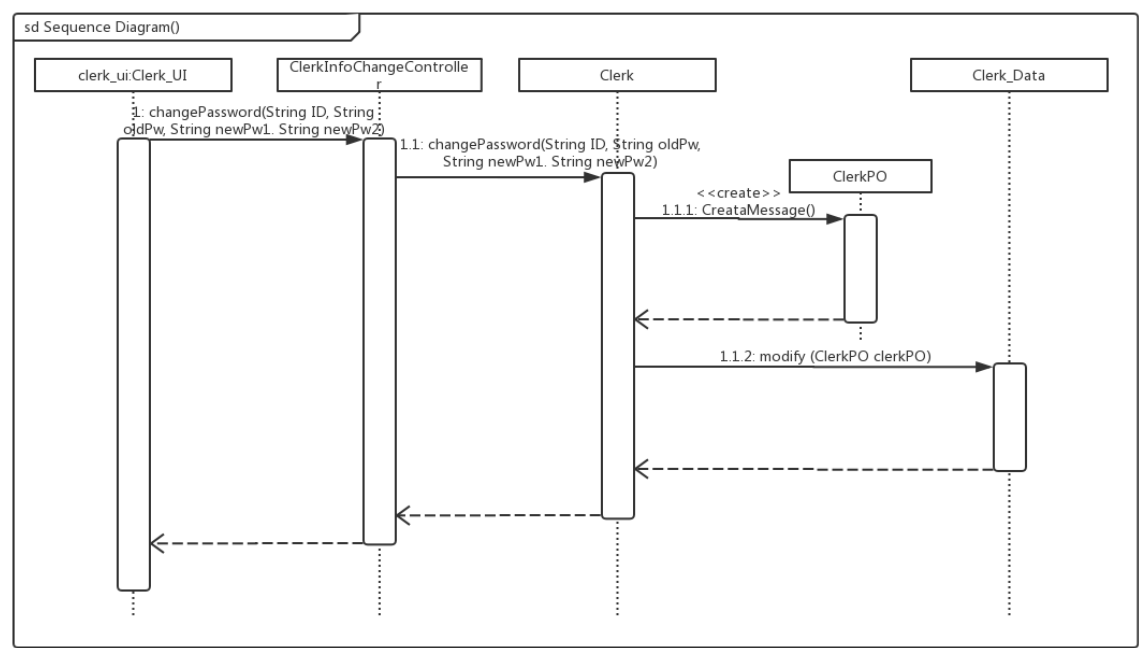 sd Sequence Diagram()
clerk_ui:Clerk_UI
ClerkInfoChangeControlle
r
Clerk
Clerk_Data
1: changePassword(String ID, String
oldPw, String newPw1. String newPw2)
1.1: changePassword(String ID, String oldPw,
String newPw1. String newPw2)
ClerkPO
<<create>>
1.1.1: CreataMessage()
1.1.2: modify (ClerkPO clerkPO)